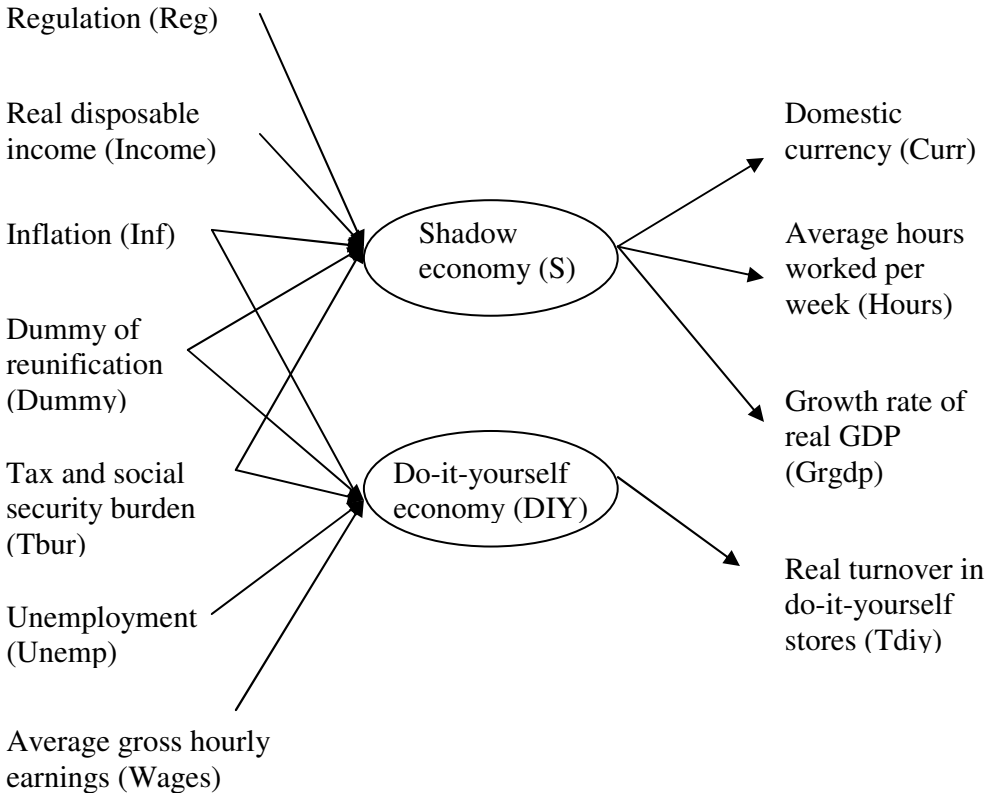 Regulation (Reg)
Real disposable
income (Income)
Inflation (Inf)
Dummy of
reunification
(Dummy)
Tax and social
security burden
(Tbur)
Unemployment
(Unemp)
Average gross hourly
earnings (Wages)
Shadow
economy (S)
Do-it-yourself
economy (DIY)
Domestic
currency (Curr)
Average hours
worked per
week (Hours)
Growth rate of
real GDP
(Grgdp)
Real turnover in
do-it-yourself
stores (Tdiy)